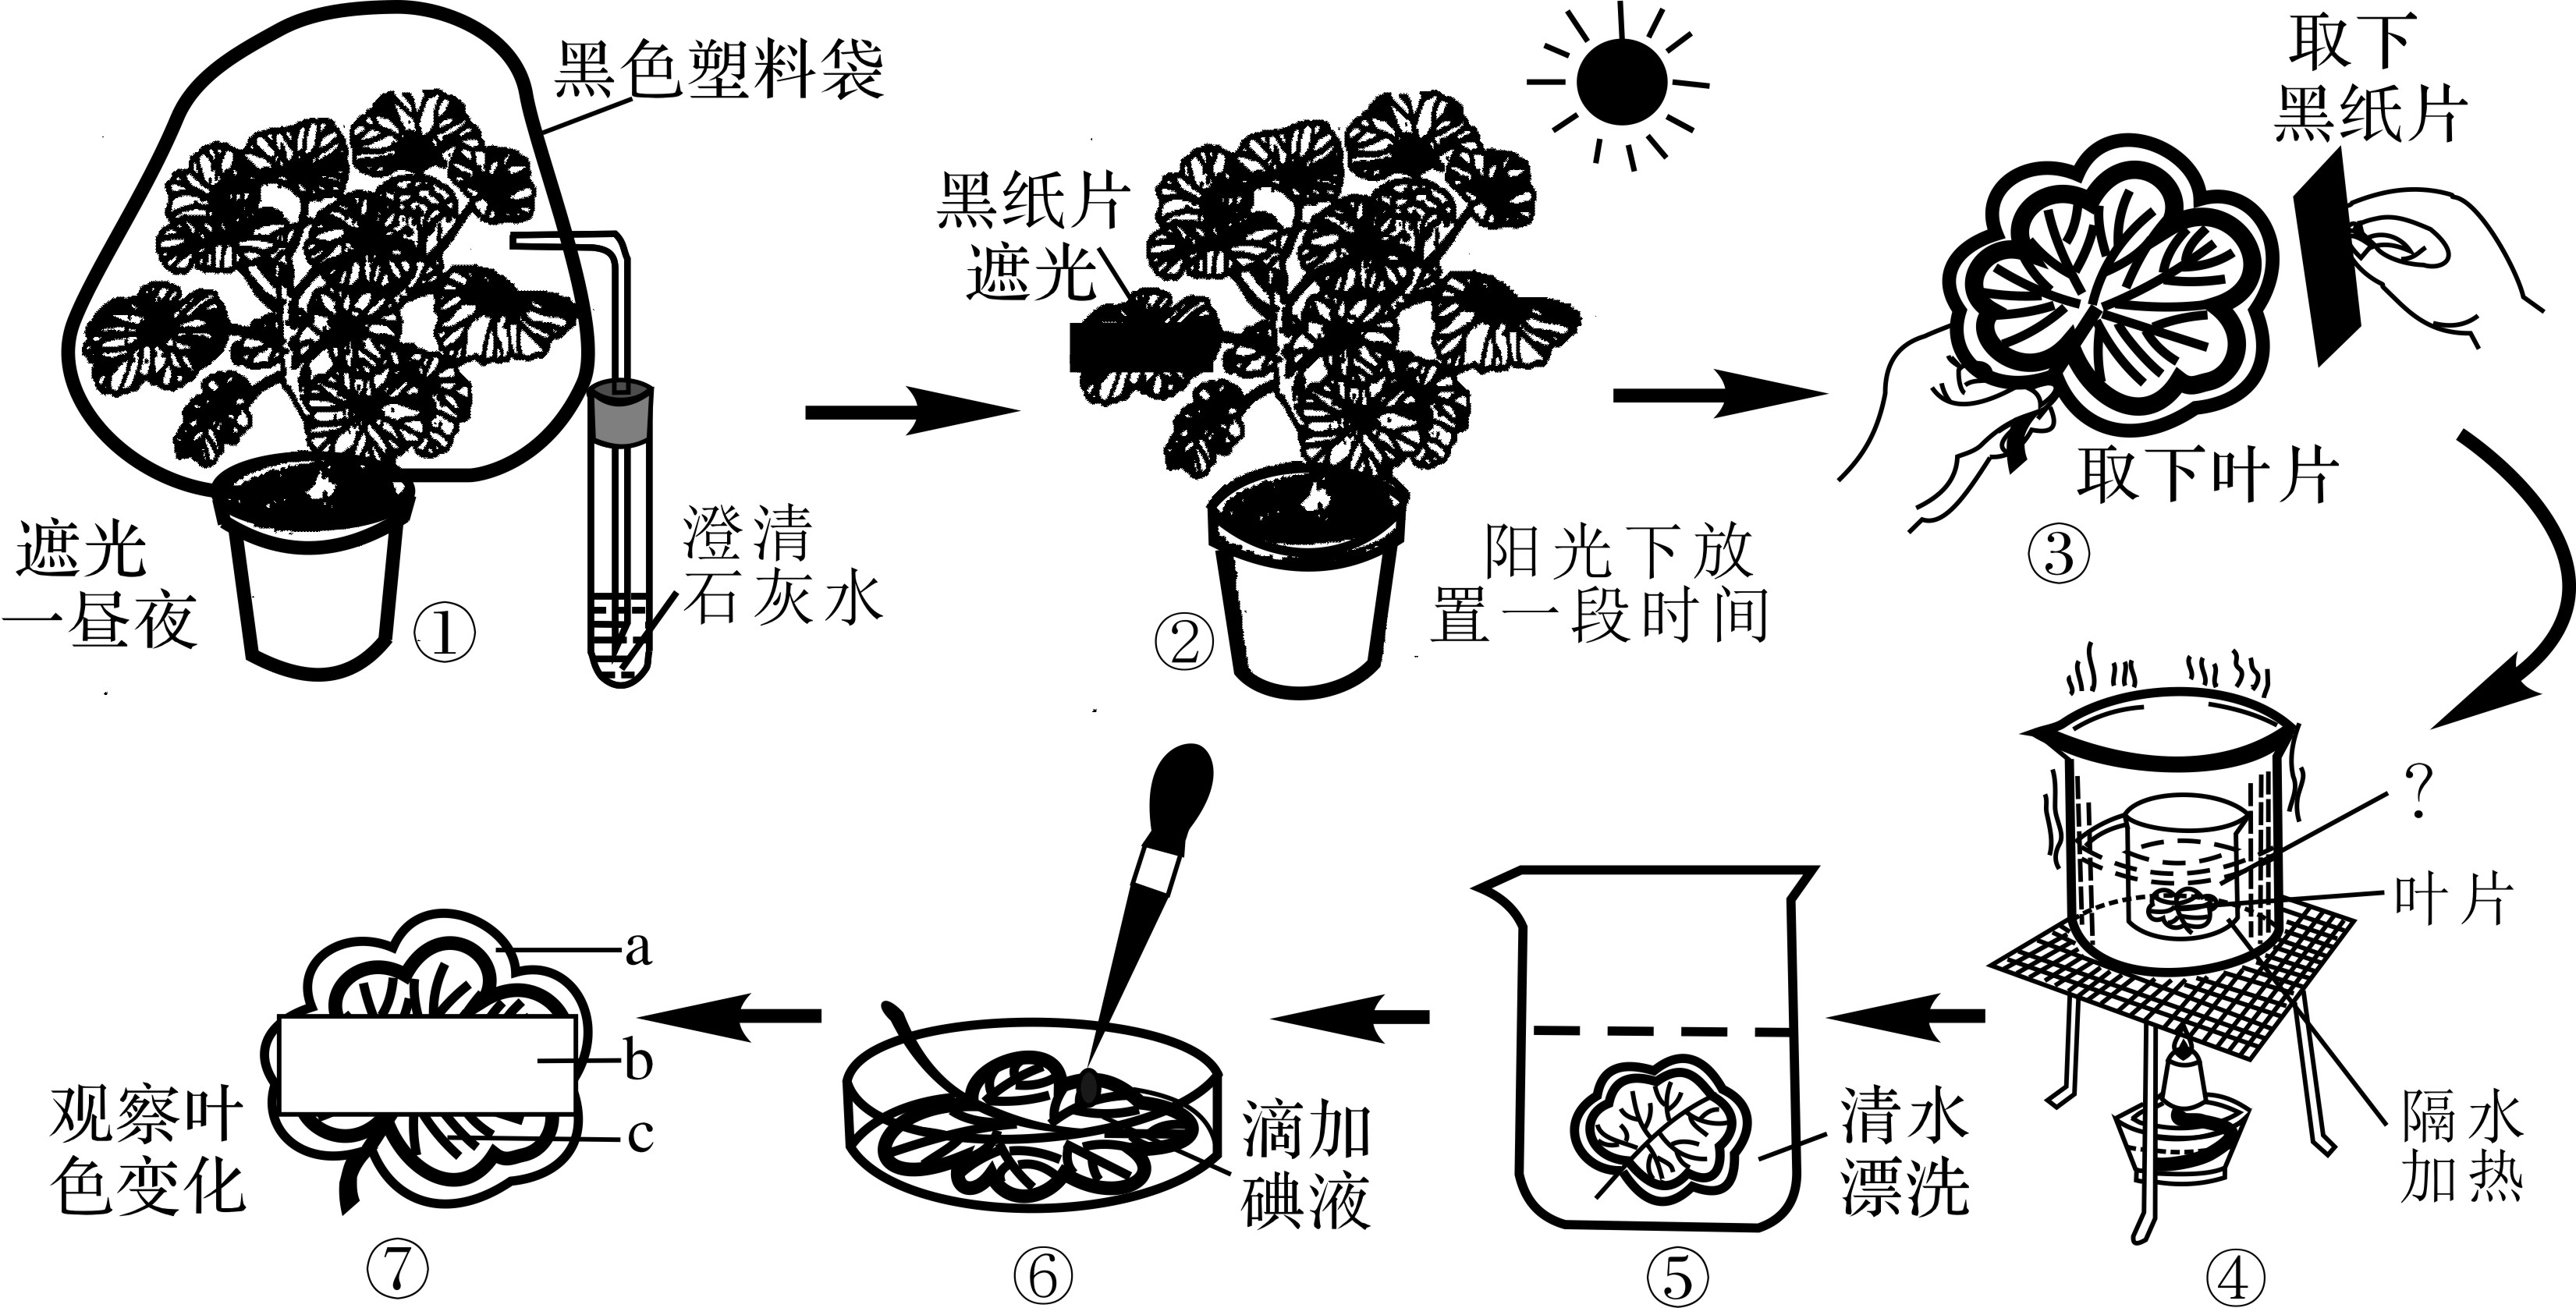 黑色塑料袋
遮光
一昼夜
①
澄清
石灰水
黑纸片
遮光
②
阳光下放
置一段时间
取下
黑纸片
取下叶片
③
?
叶片
隔水
加热
④
清水
漂洗
⑤
滴加
碘液
⑥
a
b
c
观察叶
色变化
⑦